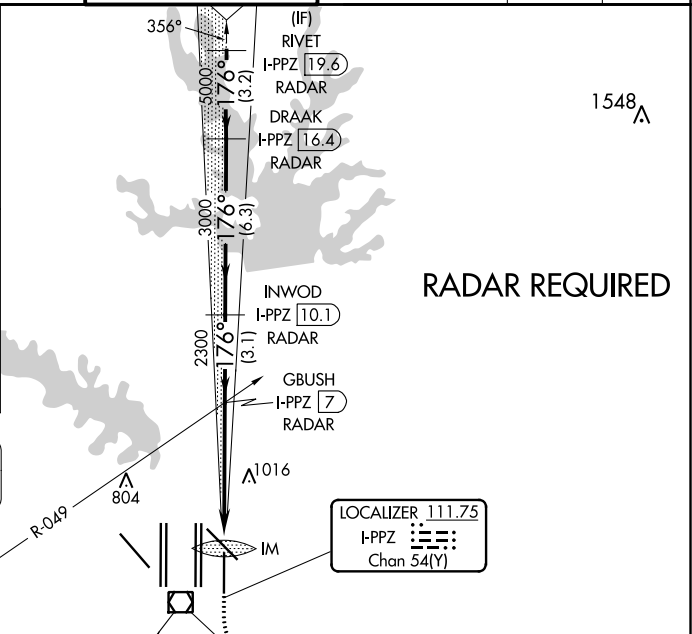 356°
(IF)
RIVET
I-PPZ 19.6
RADAR
5000
176°
(3.2)
DRAAK
I-PPZ 16.4
RADAR
1548
3000
176°
(6.3)
RADAR REQUIRED
INWOD
I-PPZ 10.1
RADAR
2300
176°
(3.1)
GBUSH
I-PPZ 7
RADAR
1016
804
R-049
LOCALIZER 111.75
I-PPZ
Chan 54(Y)
IM